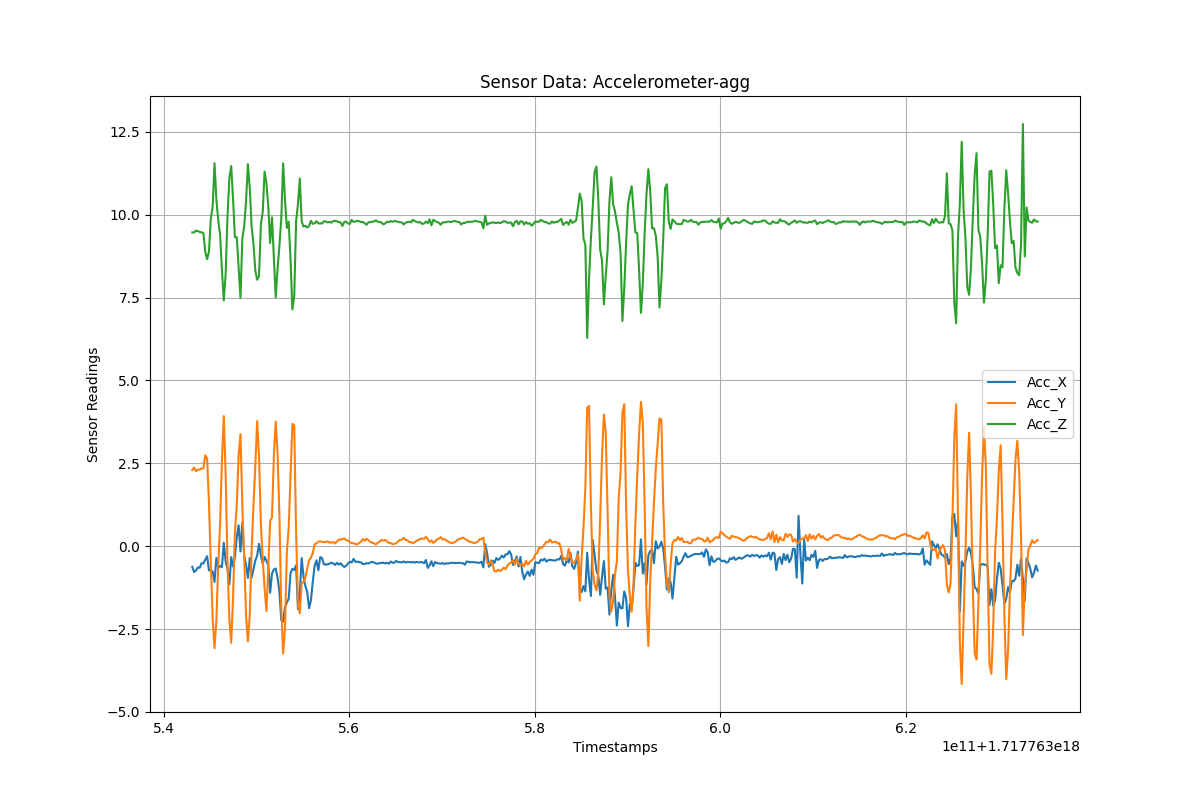 Sensor Data: Accelerometer-agg
12.5
10.0
7.5
5.0
2.5
0.0
−2.5
−5.0
Sensor Readings
Acc_X
Acc_Y
Acc_Z
5.4 5.6 5.8 6.0 6.2
Timestamps
1e11+1.717763e18